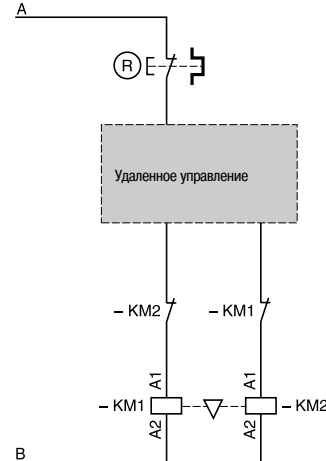 A
R
Удаленное управление
– KM2
– KM1
A1
A1
– KM1
– KM2
A2
A2
B